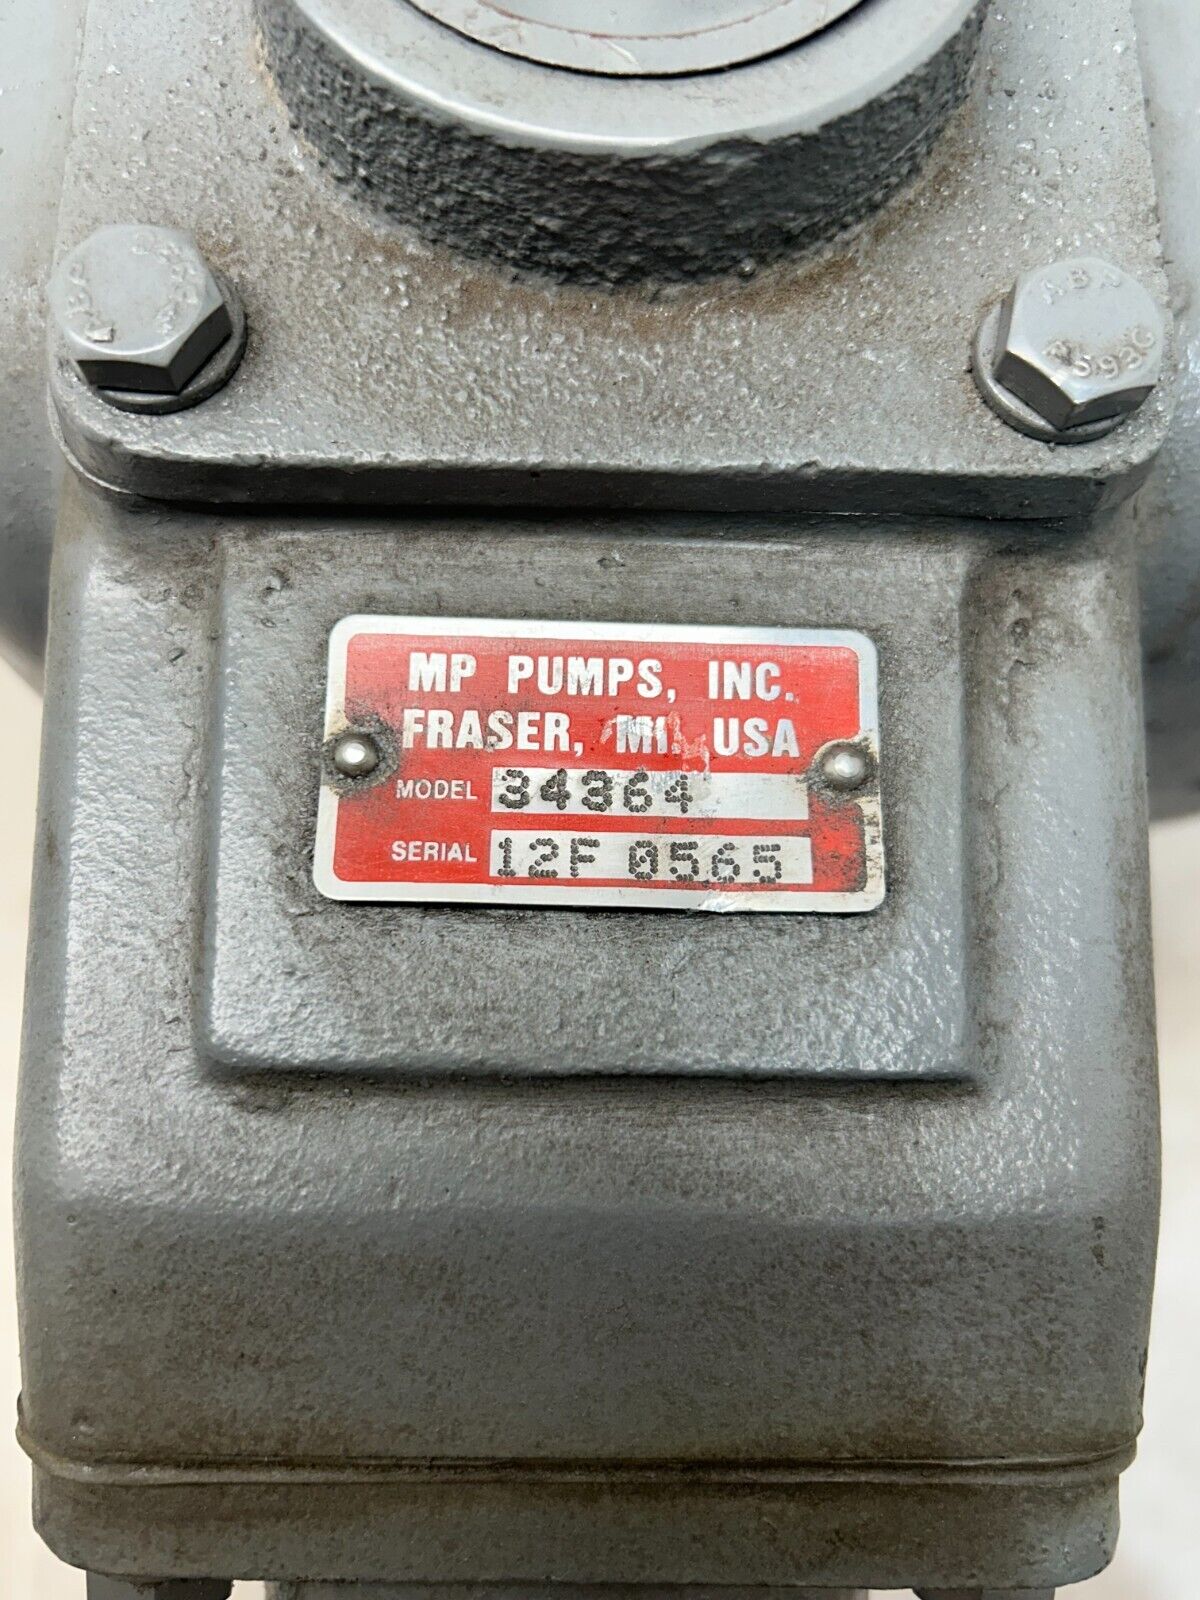 MP PUMPS, INC.
FRASER, MI. USA
MODEL 34364
SERIAL 12F 0565